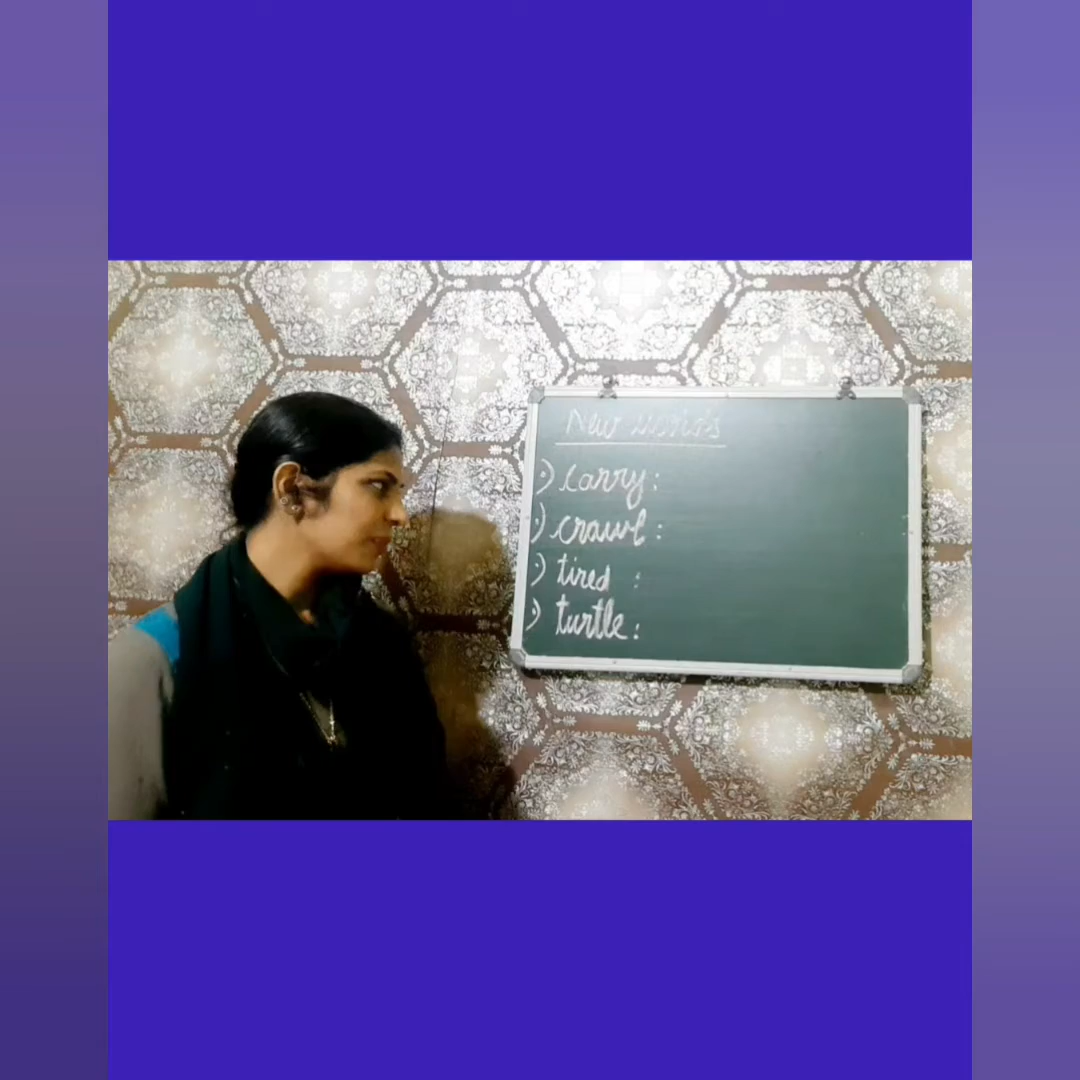 New Words
·) carry:
·) crawl:
·) tired :
·) turtle: